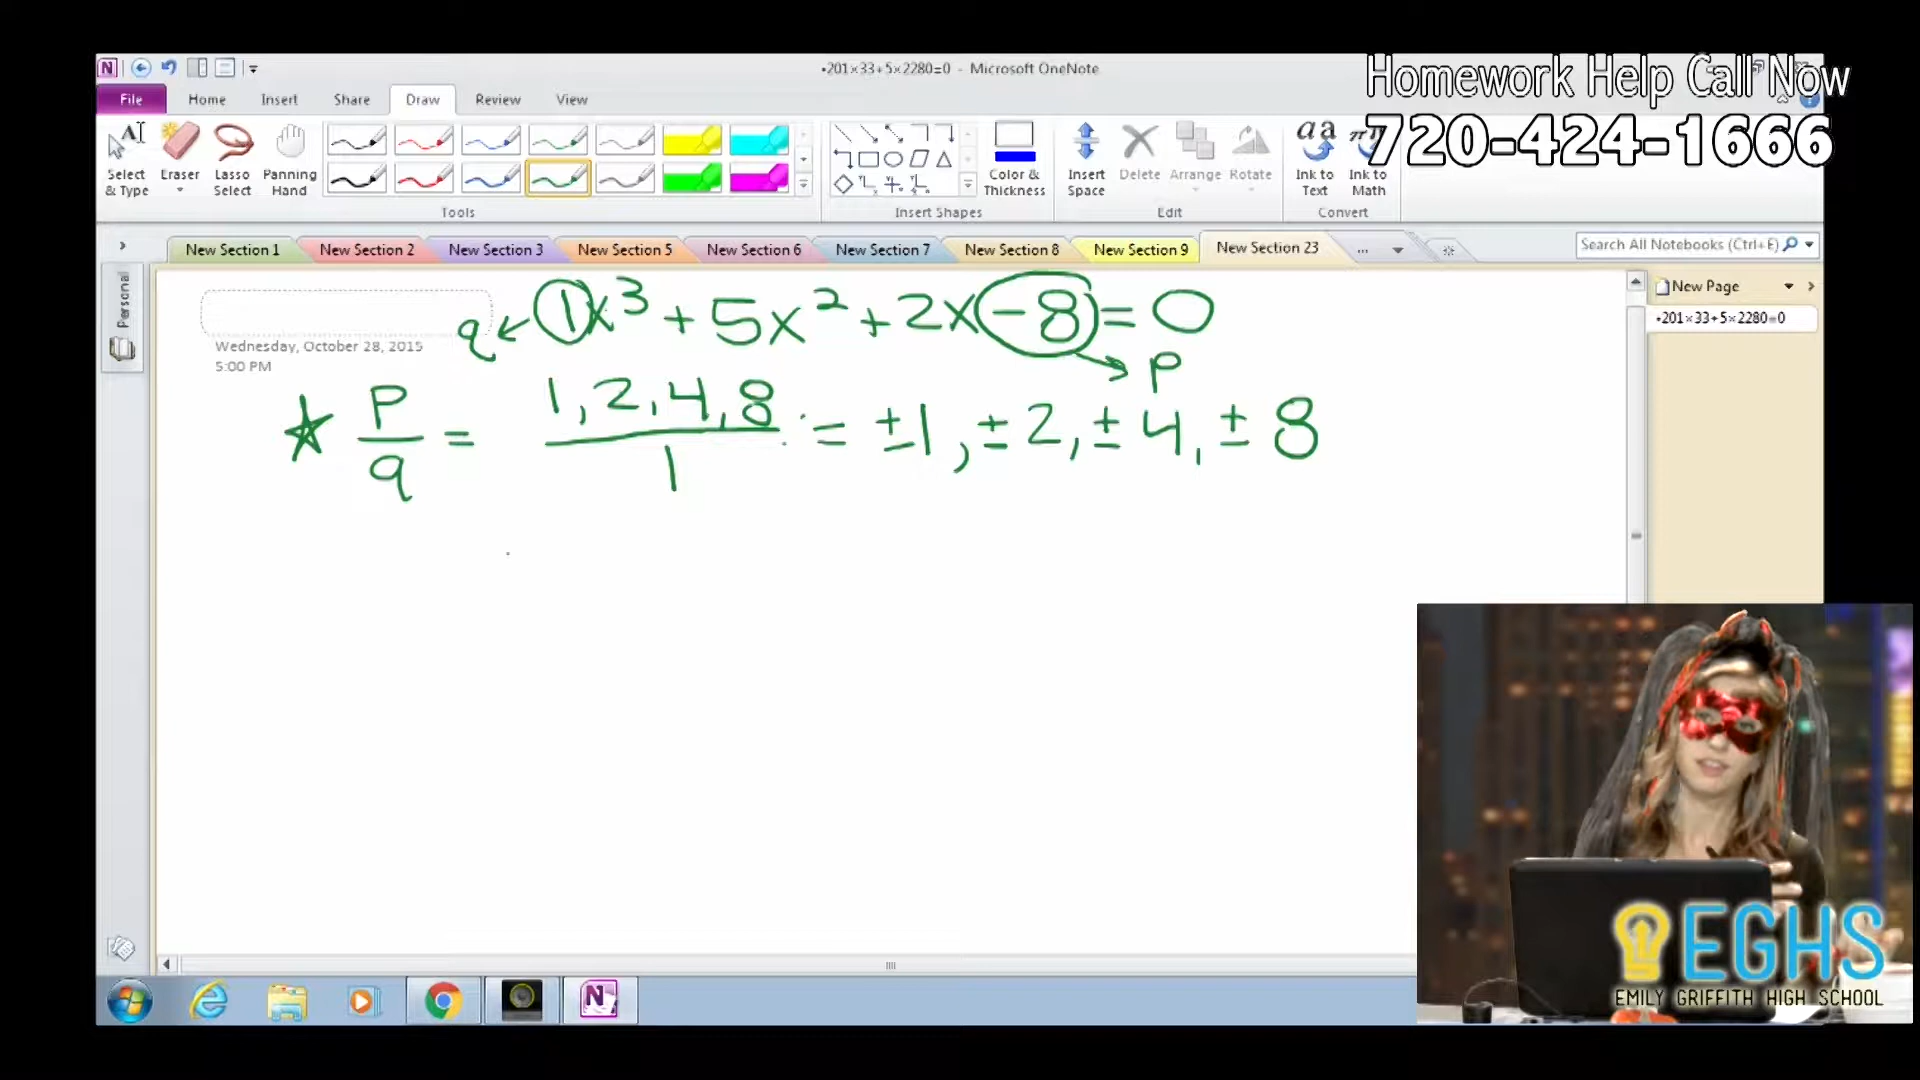 •201×33+5×2280=0 - Microsoft OneNote
Homework Help Call Now
720-424-1666
File Home Insert Share Draw Review View
Select & Type
Eraser
Lasso Select
Panning Hand
Color & Thickness
Insert Space
Delete
Arrange
Rotate
Ink to Text
Ink to Math
Tools
Insert Shapes
Edit
Convert
New Section 1 New Section 2 New Section 3 New Section 5 New Section 6 New Section 7 New Section 8 New Section 9 New Section 23 ...
Search All Notebooks (Ctrl+E)
Personal
New Page
•201×33+5×2280=0
q ← 1x³ + 5x² + 2x - 8 = 0
→ p
Wednesday, October 28, 2015
5:00 PM
★ p/q = 1, 2, 4, 8 / 1 = ±1, ±2, ±4, ±8
EGHS
EMILY GRIFFITH HIGH SCHOOL